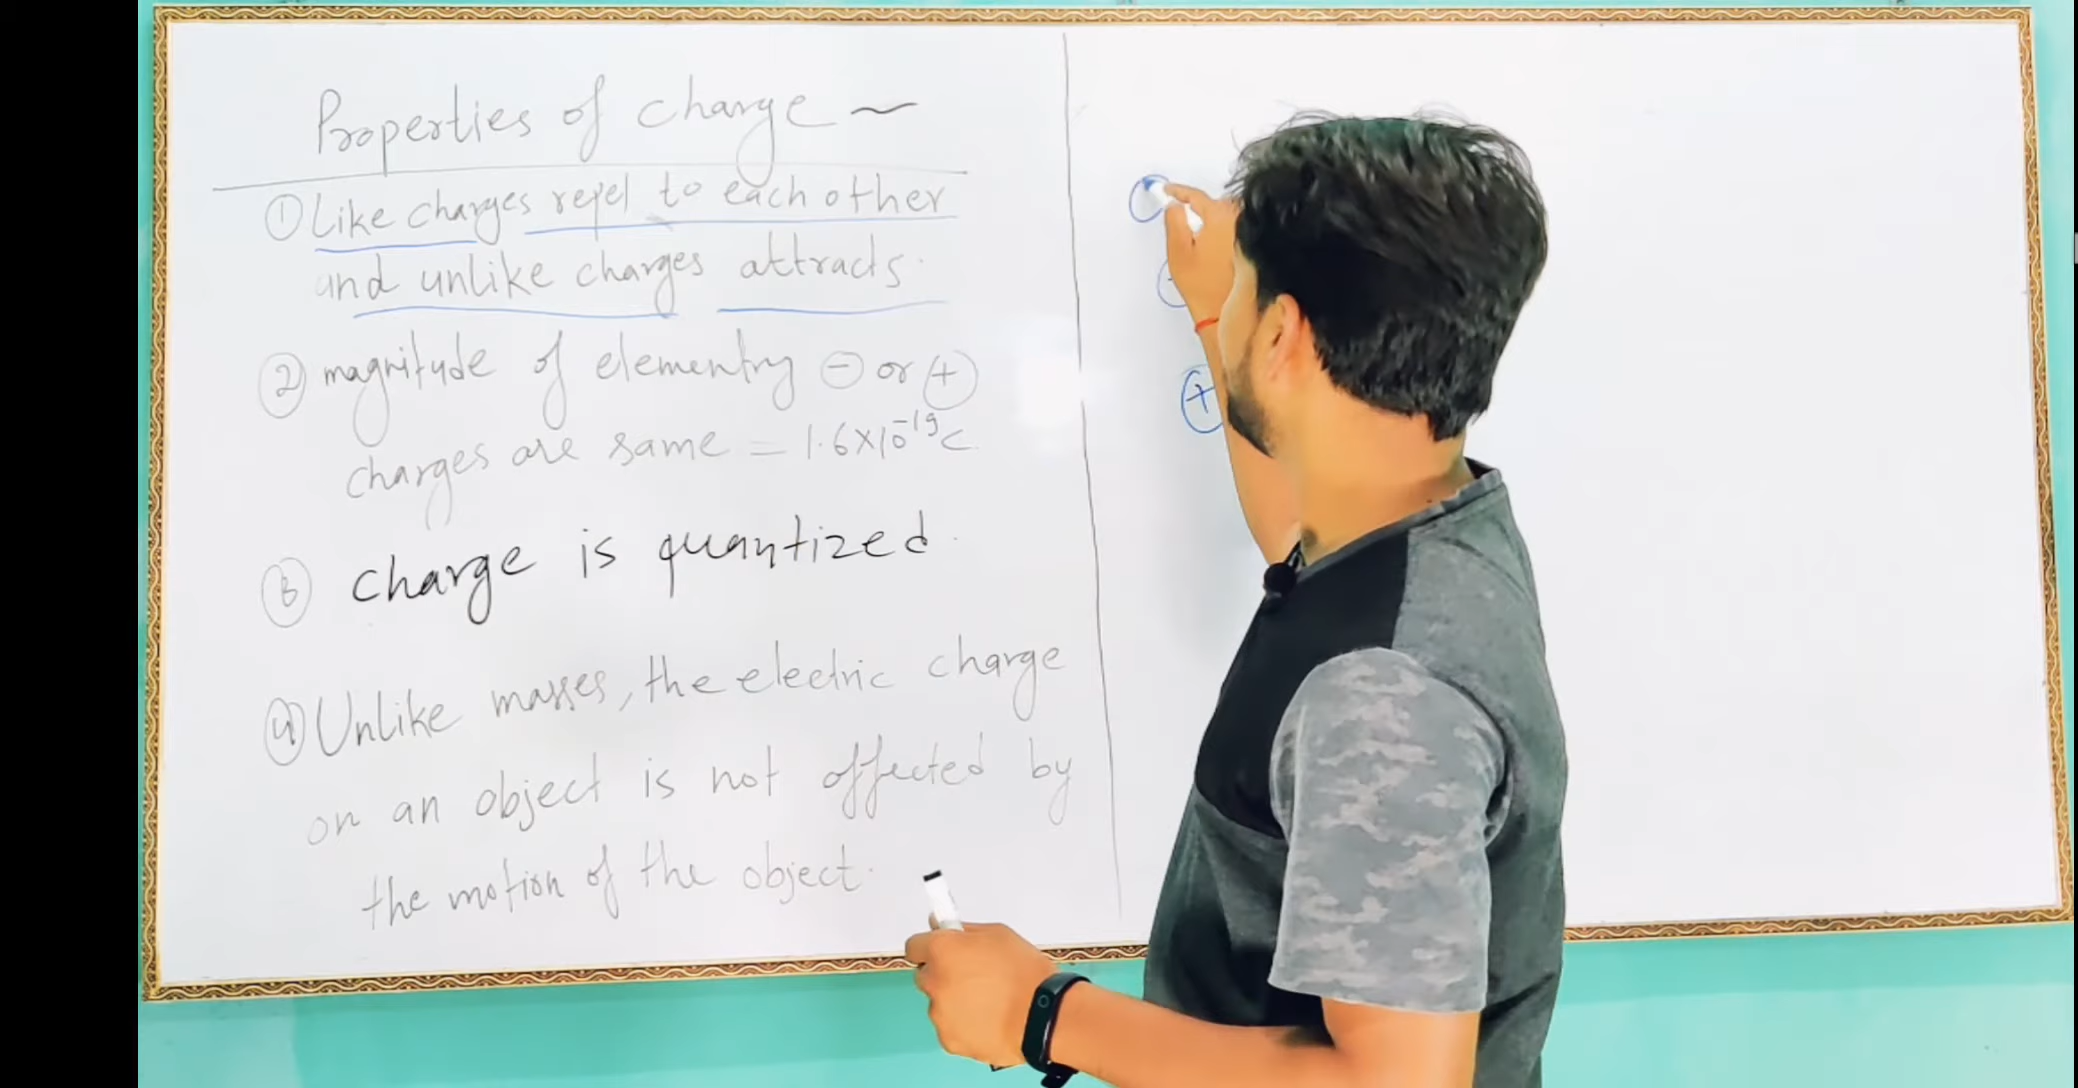 Properties of charge ~
① Like charges repel to each other
and unlike charges attracts.
② magnitude of elementry ⊖ or ⊕
charges are same = 1.6×10⁻¹⁹C
③ charge is quantized.
④ Unlike masses, the electric charge
on an object is not affected by
the motion of the object.
⊕